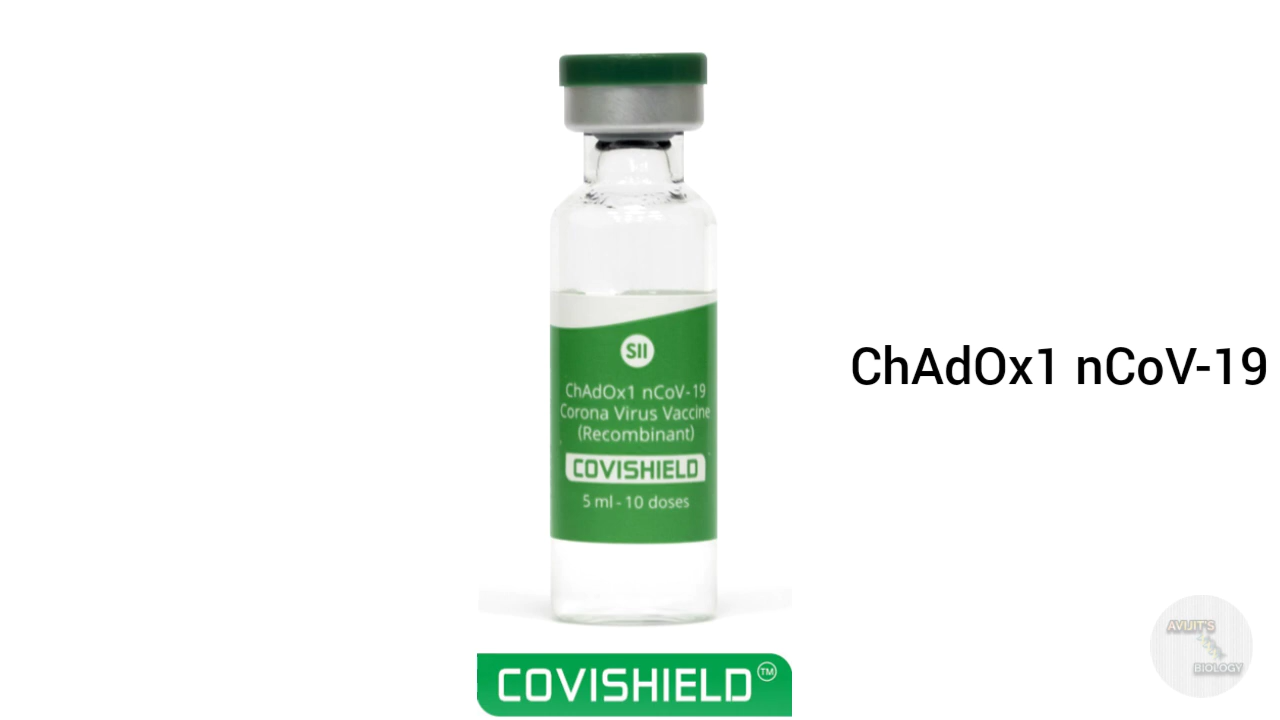 SII
ChAdOx1 nCoV-19
Corona Virus Vaccine
(Recombinant)
COVISHIELD
5 ml - 10 doses
ChAdOx1 nCoV-19
COVISHIELD™
AVIJIT'S
BIOLOGY